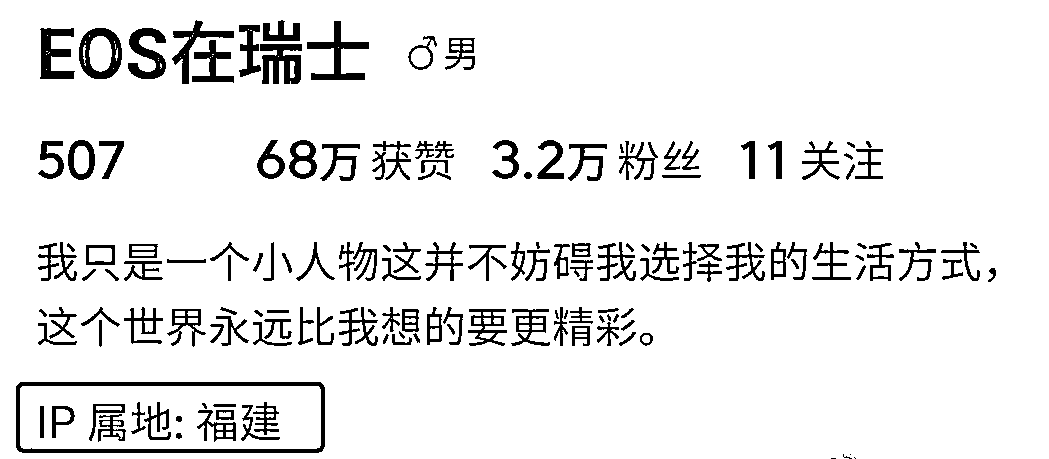 EOS在瑞士 ♂男
507 68万 获赞 3.2万 粉丝 11 关注
我只是一个小人物这并不妨碍我选择我的生活方式，
这个世界永远比我想的要更精彩。
IP 属地: 福建